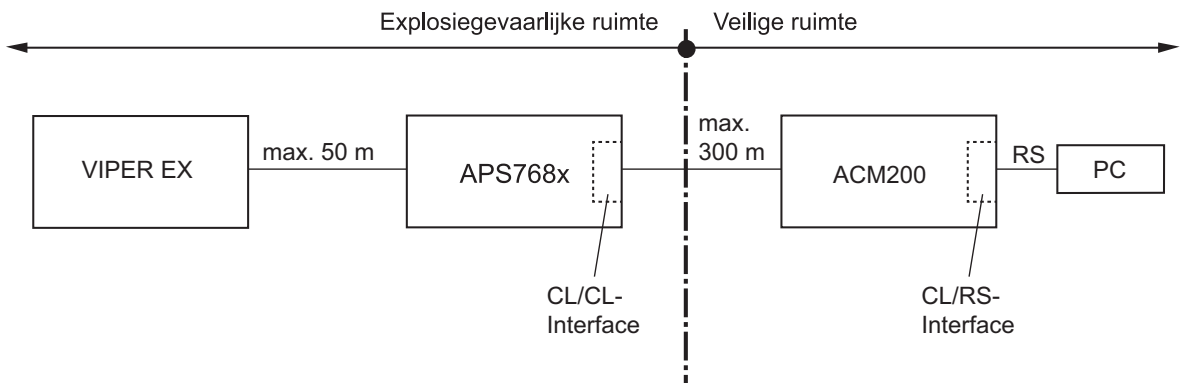 Explosiegevaarlijke ruimte
Veilige ruimte
VIPER EX
max. 50 m
APS768x
max.
300 m
ACM200
RS
PC
CL/CL-
Interface
CL/RS-
Interface